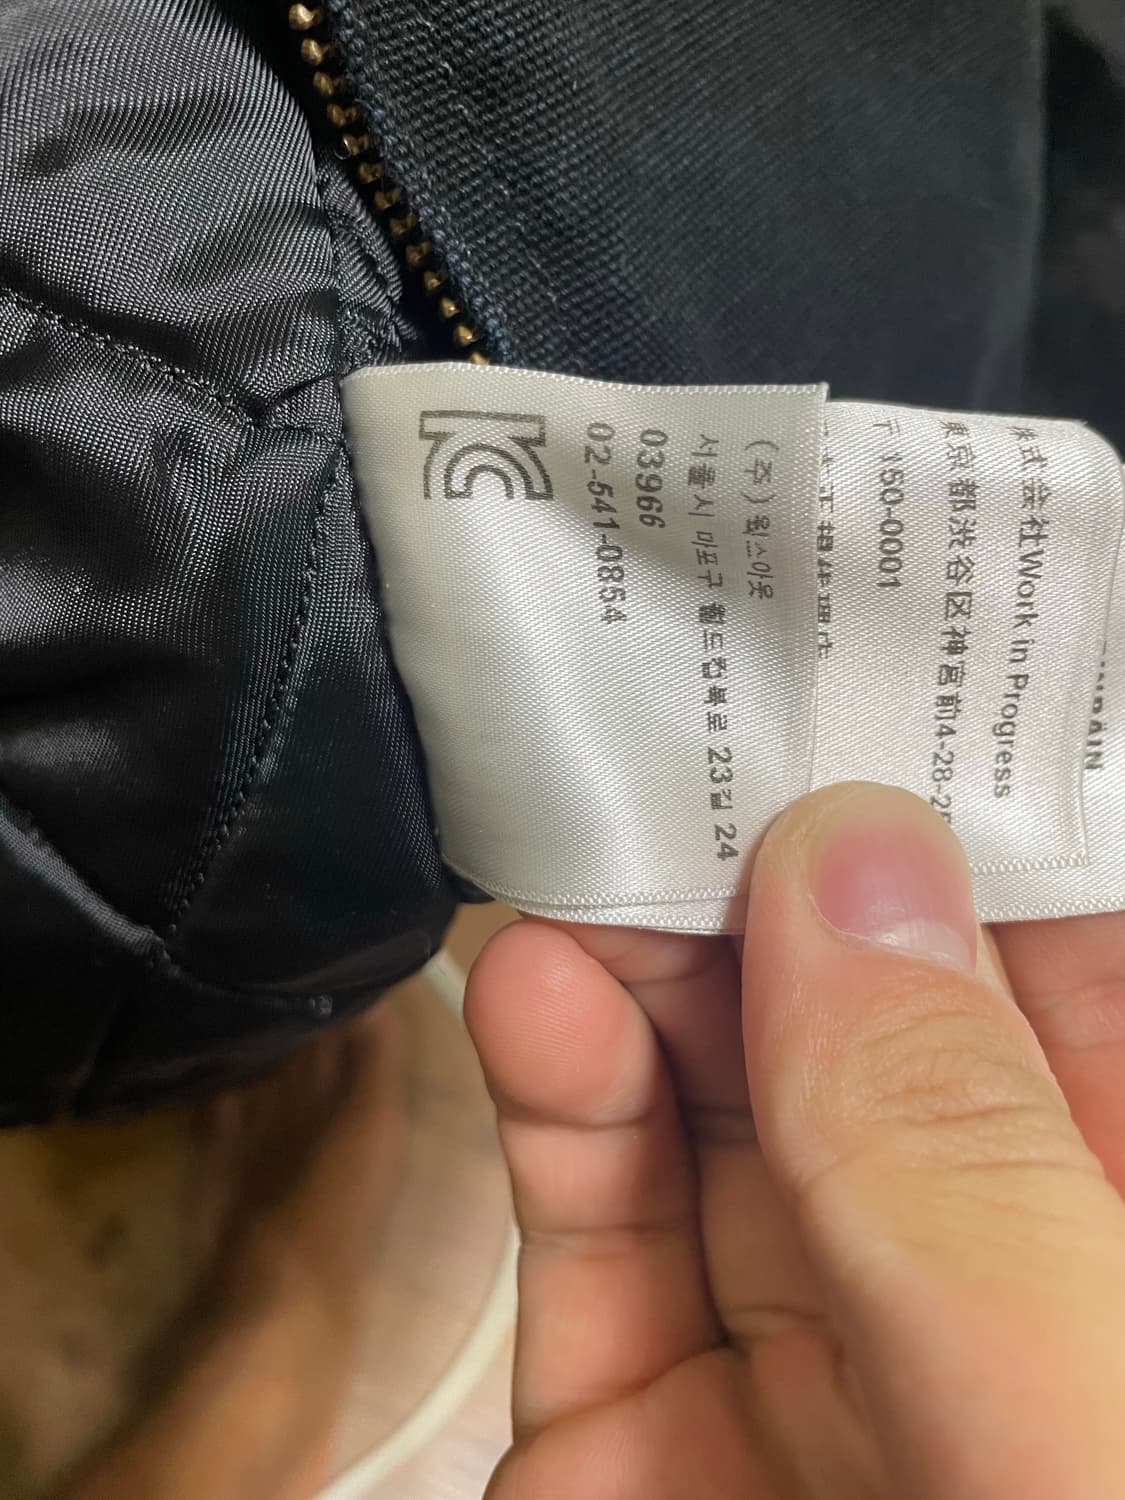 株式会社Work in Progress
東京都渋谷区神宮前4-28-2
〒150-0001
(주)웍스아웃
서울시 마포구 월드컵북로 23길 24
03966
02-541-0854
KC